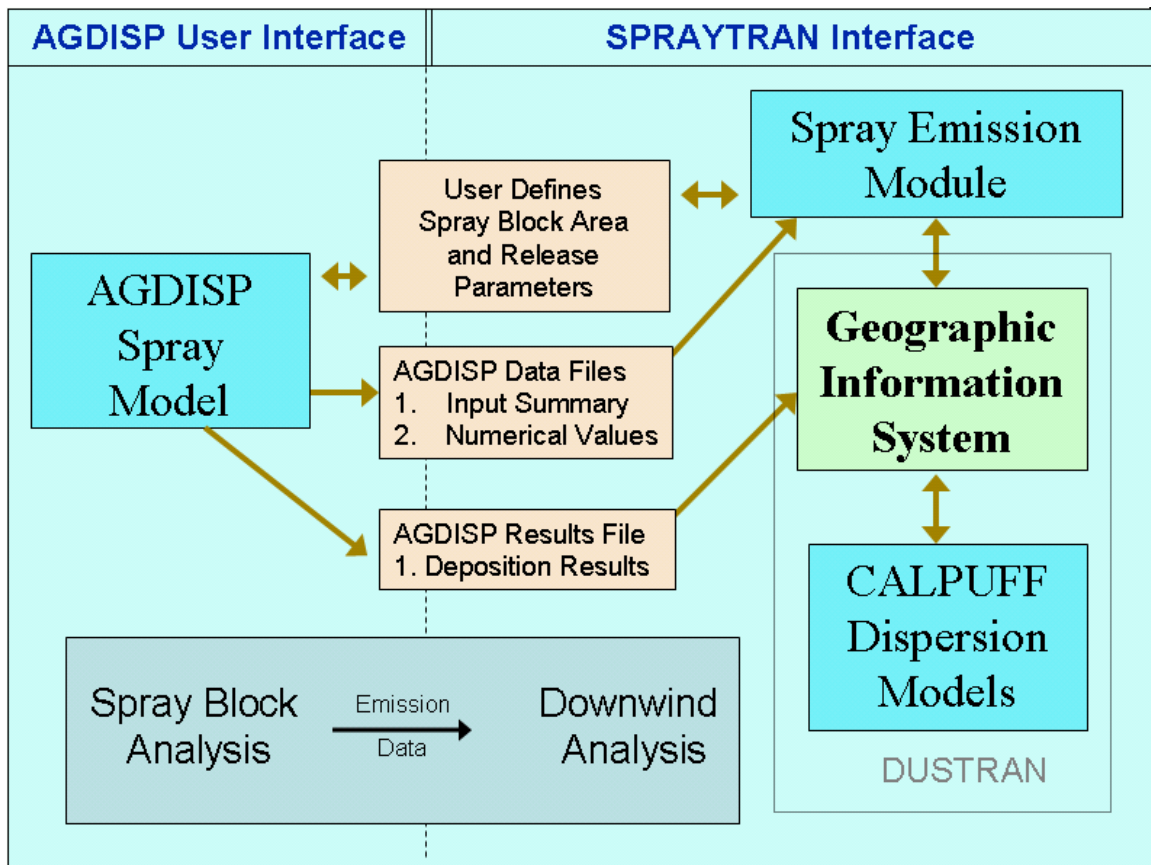 AGDISP User Interface
SPRAYTRAN Interface
Spray Emission
Module
User Defines
Spray Block Area
and Release
Parameters
AGDISP
Spray
Model
Geographic
Information
System
AGDISP Data Files
1. Input Summary
2. Numerical Values
AGDISP Results File
1. Deposition Results
CALPUFF
Dispersion
Models
DUSTRAN
Spray Block
Analysis
Emission
Data
Downwind
Analysis